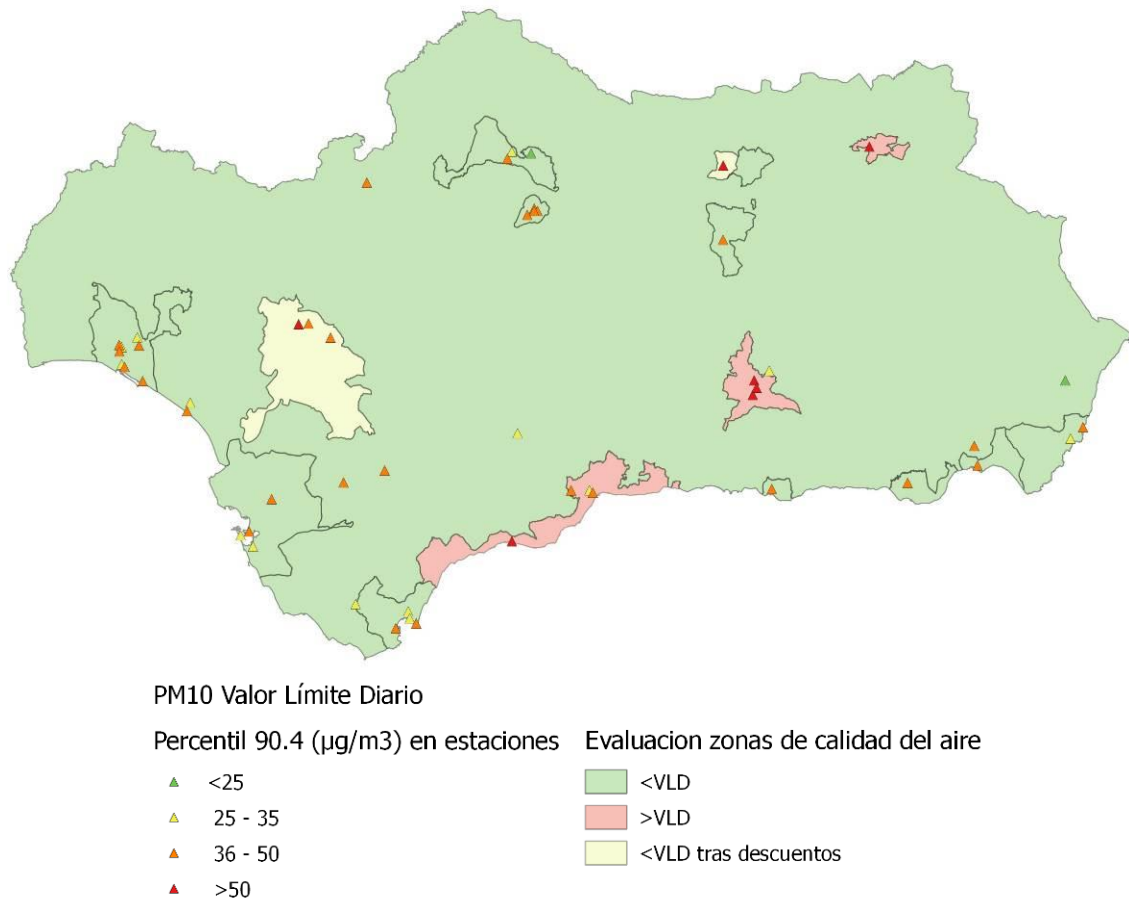 PM10 Valor Límite Diario
Percentil 90.4 (µg/m3) en estaciones
<25
25 - 35
36 - 50
>50
Evaluacion zonas de calidad del aire
<VLD
>VLD
<VLD tras descuentos